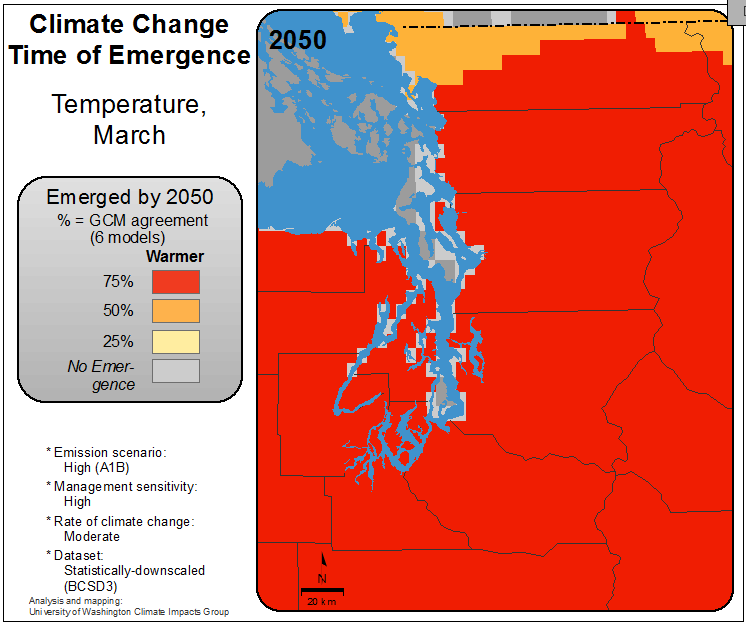 Climate Change
Time of Emergence
Temperature,
March
Emerged by 2050
% = GCM agreement
(6 models)
Warmer
75%
50%
25%
No Emer-
gence
* Emission scenario:
High (A1B)
* Management sensitivity:
High
* Rate of climate change:
Moderate
* Dataset:
Statistically-downscaled
(BCSD3)
Analysis and mapping:
University of Washington Climate Impacts Group
2050
N
20 km